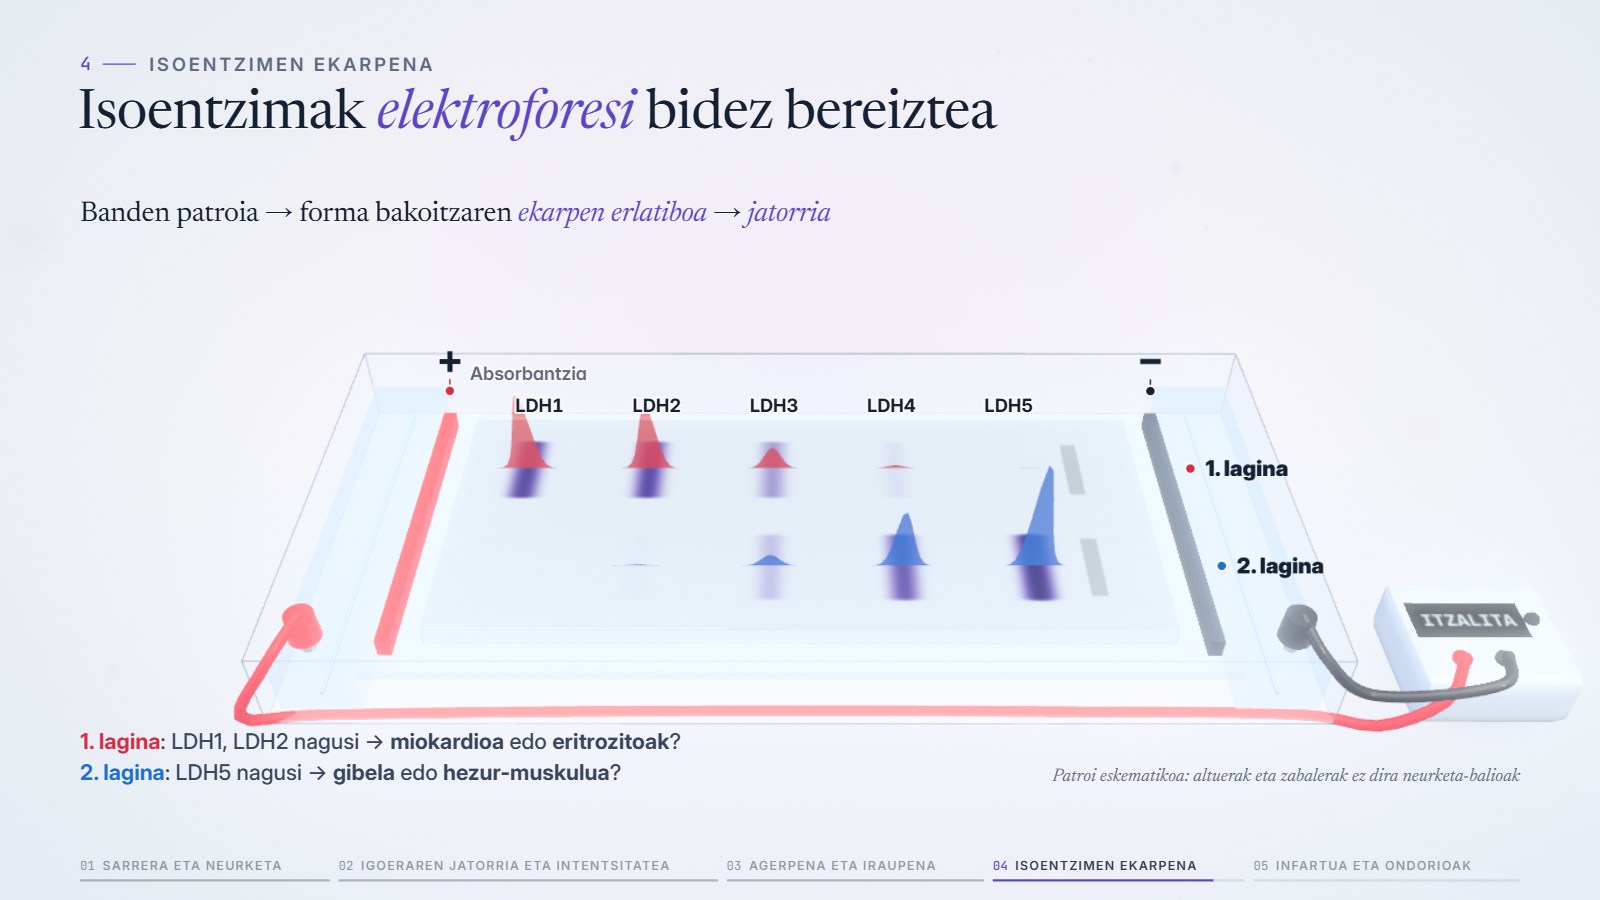 4 — ISOENTZIMEN EKARPENA
Isoentzimak elektroforesi bidez bereiztea
Banden patroia → forma bakoitzaren ekarpen erlatiboa → jatorria
+ −
Absorbantzia
LDH1 LDH2 LDH3 LDH4 LDH5
1. lagina
2. lagina
ITZALITA
1. lagina: LDH1, LDH2 nagusi → miokardioa edo eritrozitoak?
2. lagina: LDH5 nagusi → gibela edo hezur-muskulua?
Patroi eskematikoa: altuerak eta zabalerak ez dira neurketa-balioak
01 SARRERA ETA NEURKETA 02 IGOERAREN JATORRIA ETA INTENTSITATEA 03 AGERPENA ETA IRAUPENA 04 ISOENTZIMEN EKARPENA 05 INFARTUA ETA ONDORIOAK